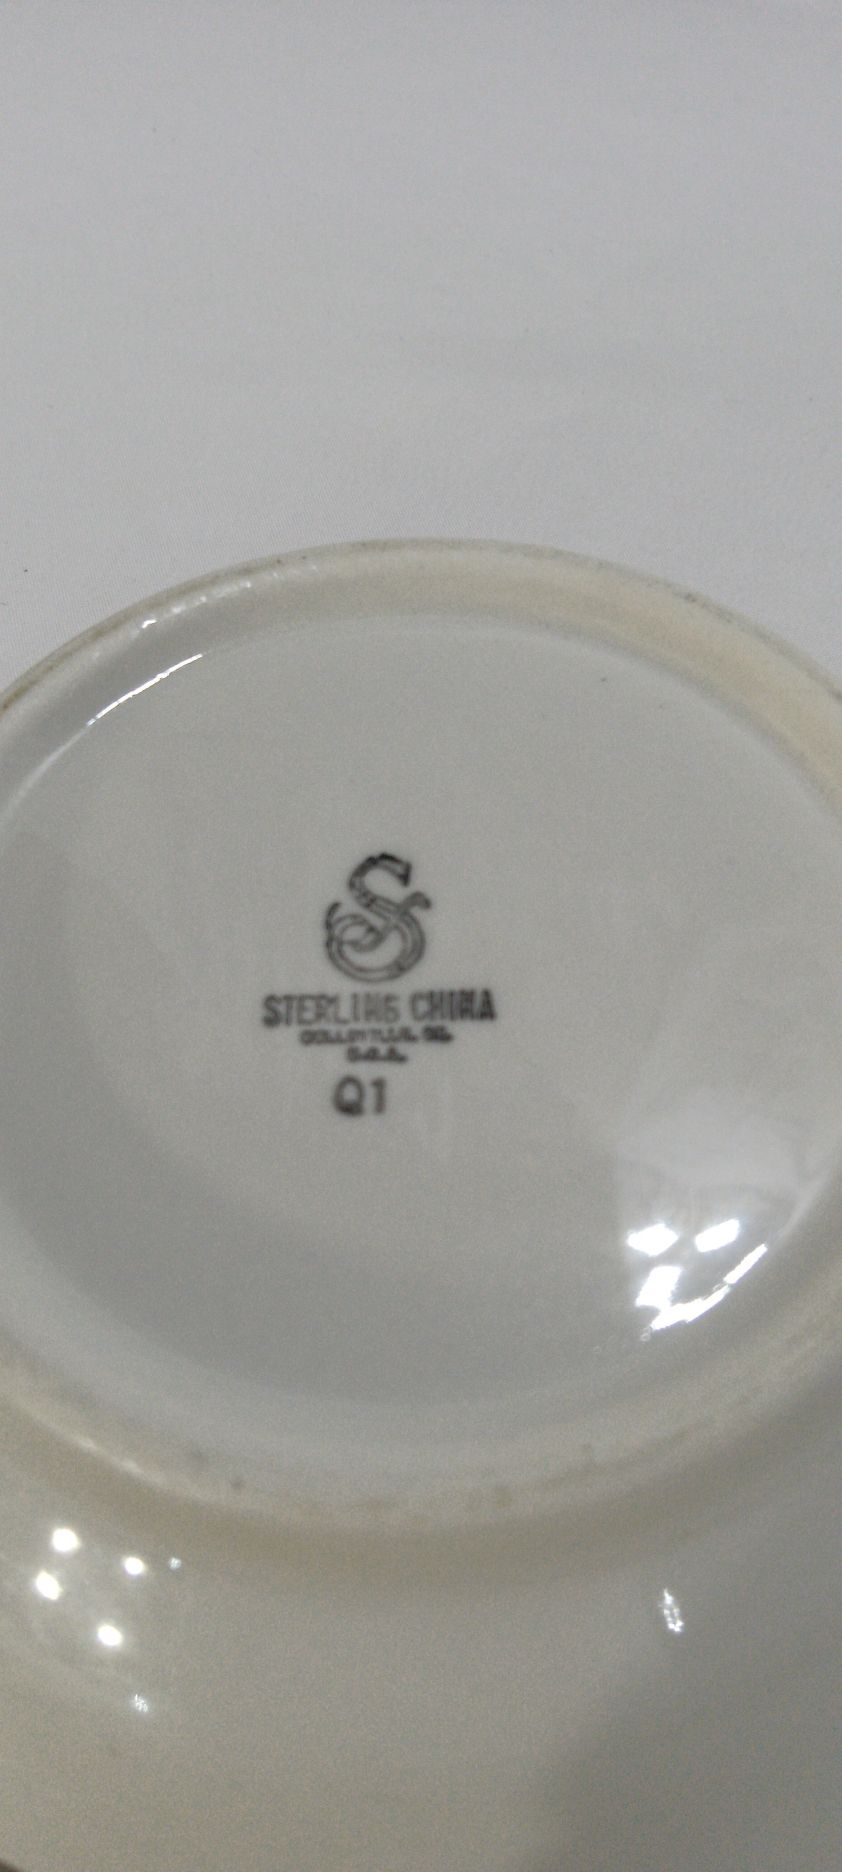 S
STERLING CHINA
U.S.A.
Q1